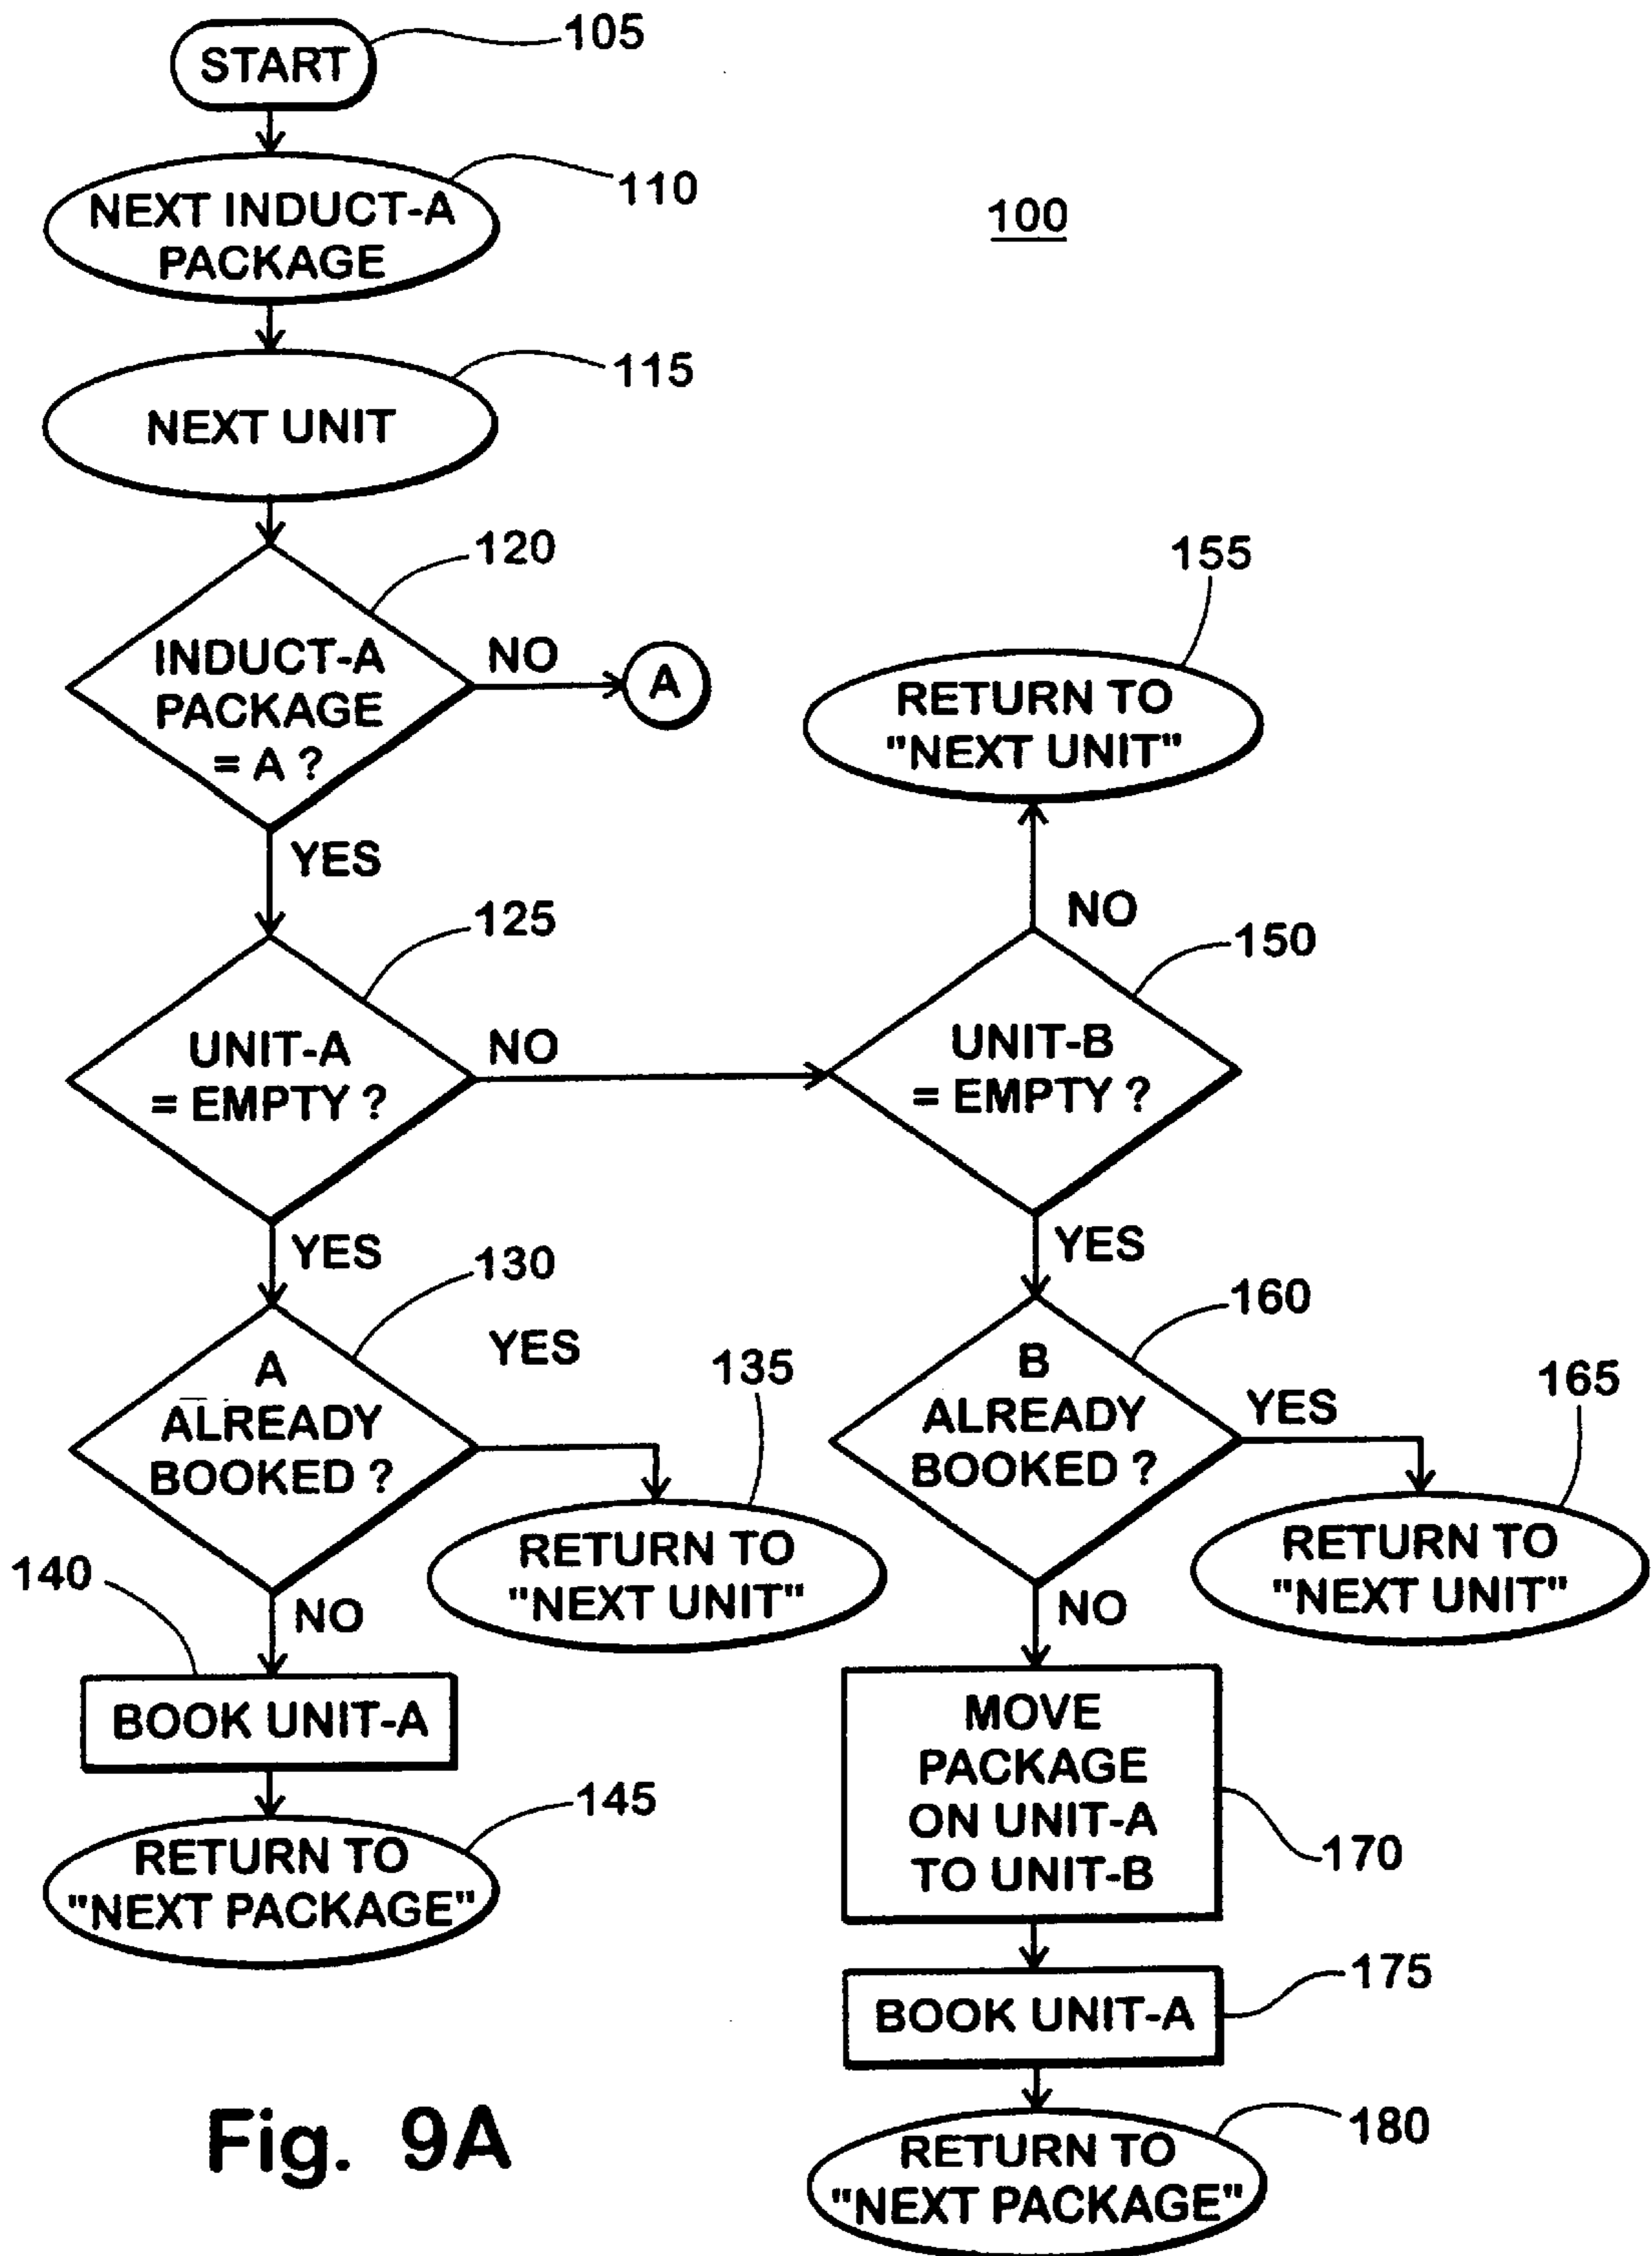 START
105
NEXT INDUCT-A
PACKAGE
110
100
NEXT UNIT
115
INDUCT-A
PACKAGE
= A ?
120
NO
A
YES
155
RETURN TO
"NEXT UNIT"
NO
UNIT-A
= EMPTY ?
125
NO
UNIT-B
= EMPTY ?
150
YES
YES
A
ALREADY
BOOKED ?
130
YES
135
RETURN TO
"NEXT UNIT"
B
ALREADY
BOOKED ?
160
YES
165
RETURN TO
"NEXT UNIT"
NO
140
BOOK UNIT-A
RETURN TO
"NEXT PACKAGE"
145
NO
MOVE
PACKAGE
ON UNIT-A
TO UNIT-B
170
BOOK UNIT-A
175
RETURN TO
"NEXT PACKAGE"
180
Fig. 9A